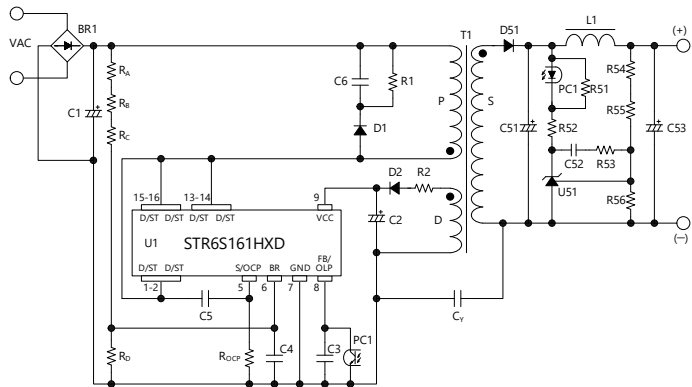 BR1
VAC
C1
RA
RB
RC
C6
R1
D1
T1
P
S
D51
L1
(+)
PC1
R51
R54
R55
C51
R52
C53
C52
R53
U51
R56
(−)
15-16
13-14
9
D/ST
D/ST
D/ST
D/ST
VCC
U1
STR6S161HXD
D/ST
D/ST
S/OCP
BR
GND
FB/
OLP
1-2
5
6
7
8
D2
R2
C2
D
C5
CY
RD
ROCP
C4
C3
PC1